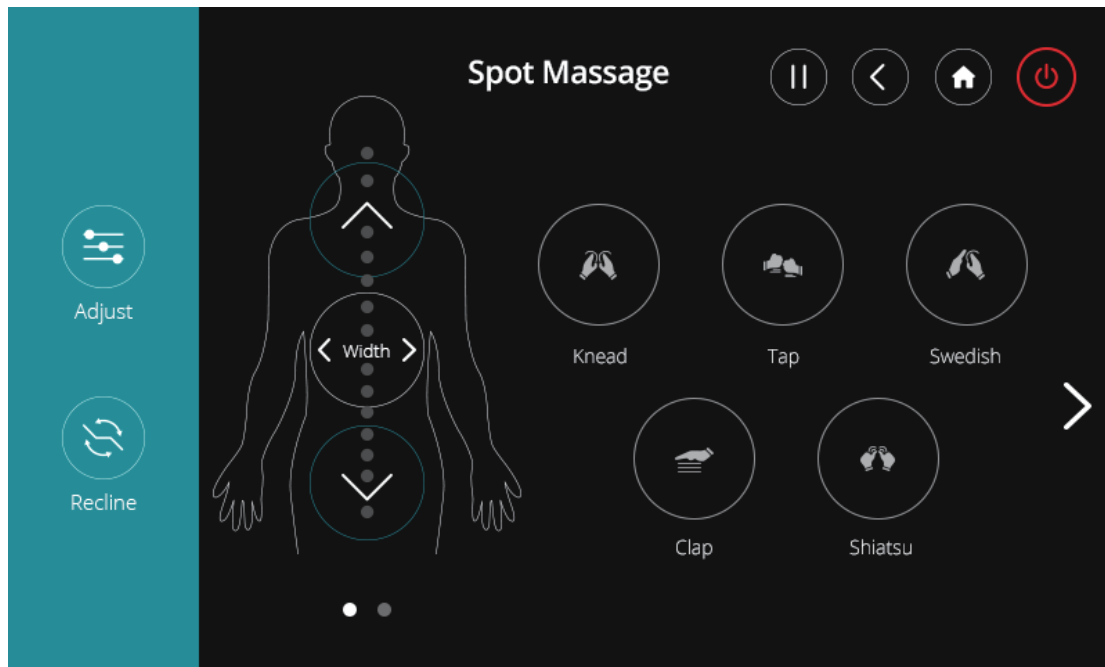 Spot Massage
Adjust
Recline
Width
Knead
Tap
Swedish
Clap
Shiatsu